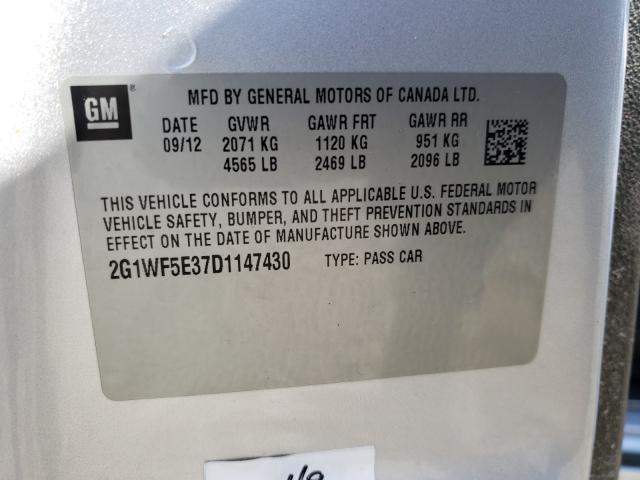 GM
MFD BY GENERAL MOTORS OF CANADA LTD.
DATE GVWR GAWR FRT GAWR RR
09/12 2071 KG 1120 KG 951 KG
4565 LB 2469 LB 2096 LB
THIS VEHICLE CONFORMS TO ALL APPLICABLE U.S. FEDERAL MOTOR
VEHICLE SAFETY, BUMPER, AND THEFT PREVENTION STANDARDS IN
EFFECT ON THE DATE OF MANUFACTURE SHOWN ABOVE.
2G1WF5E37D1147430 TYPE: PASS CAR